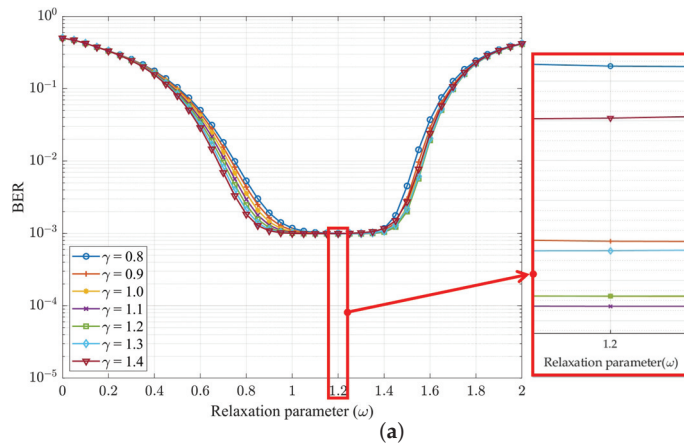 10^0
10^-1
10^-2
10^-3
10^-4
10^-5
BER
γ = 0.8
γ = 0.9
γ = 1.0
γ = 1.1
γ = 1.2
γ = 1.3
γ = 1.4
0 0.2 0.4 0.6 0.8 1 1.2 1.4 1.6 1.8 2
Relaxation parameter (ω)
1.2
Relaxation parameter(ω)
(a)